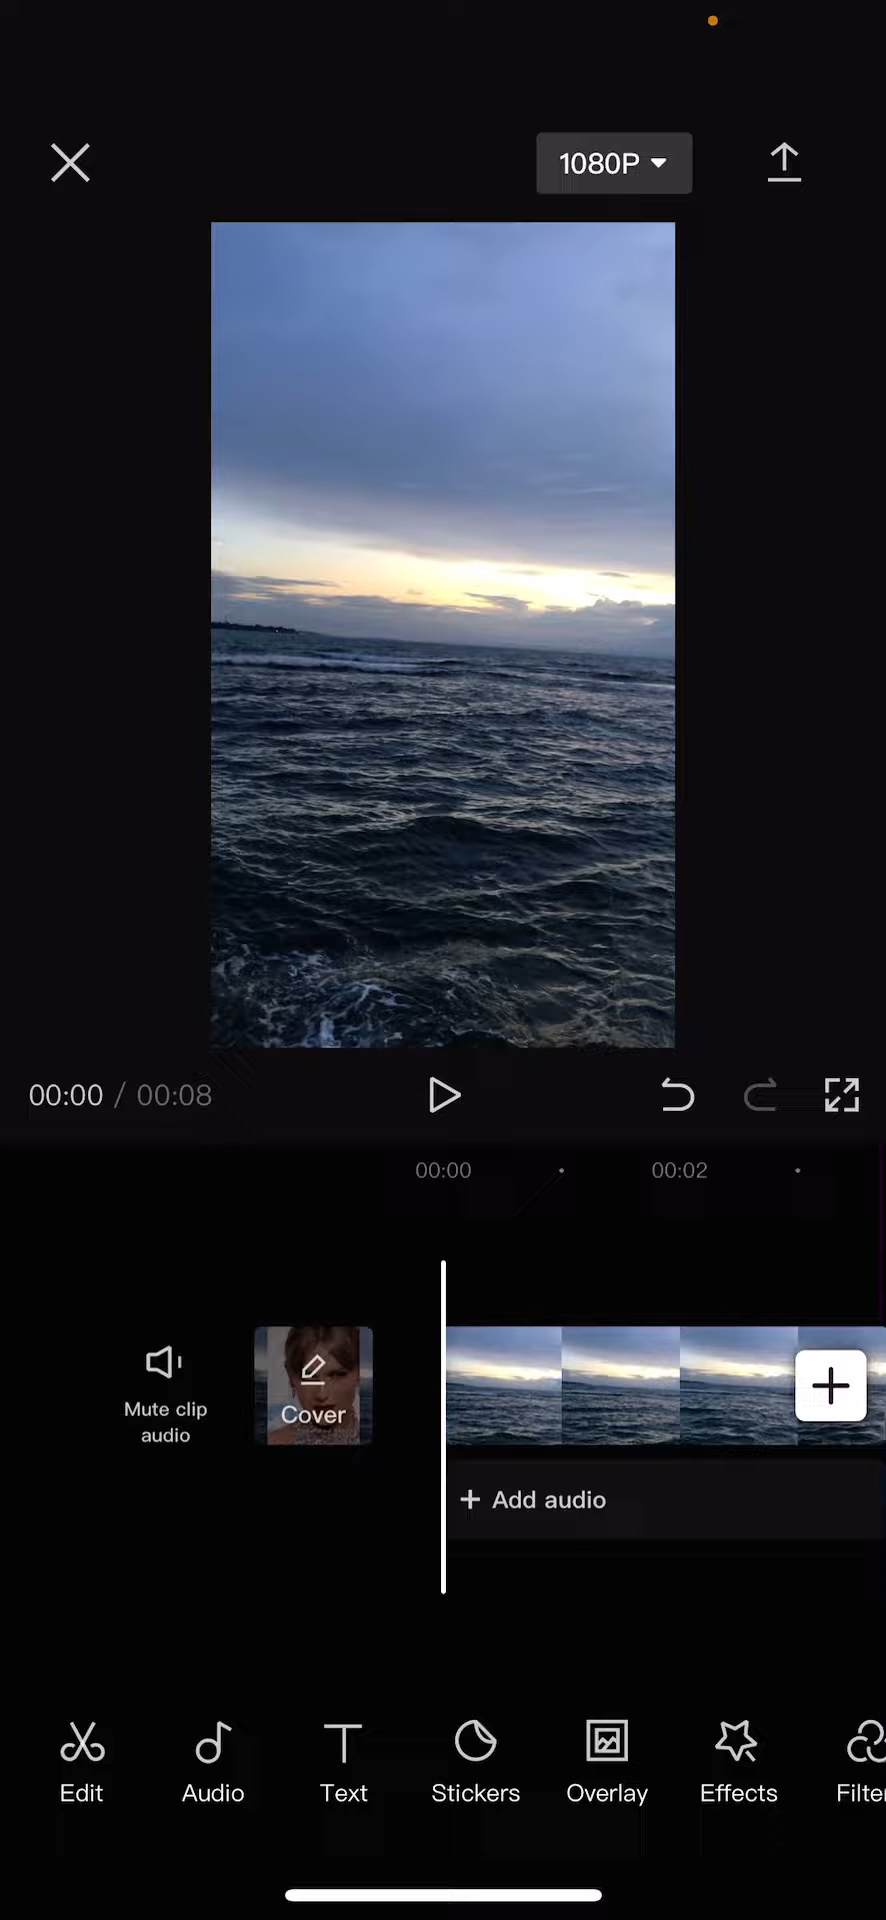 1080P
00:00 / 00:08
00:00 00:02
Mute clip
audio
Cover
Add audio
Edit Audio Text Stickers Overlay Effects Filter